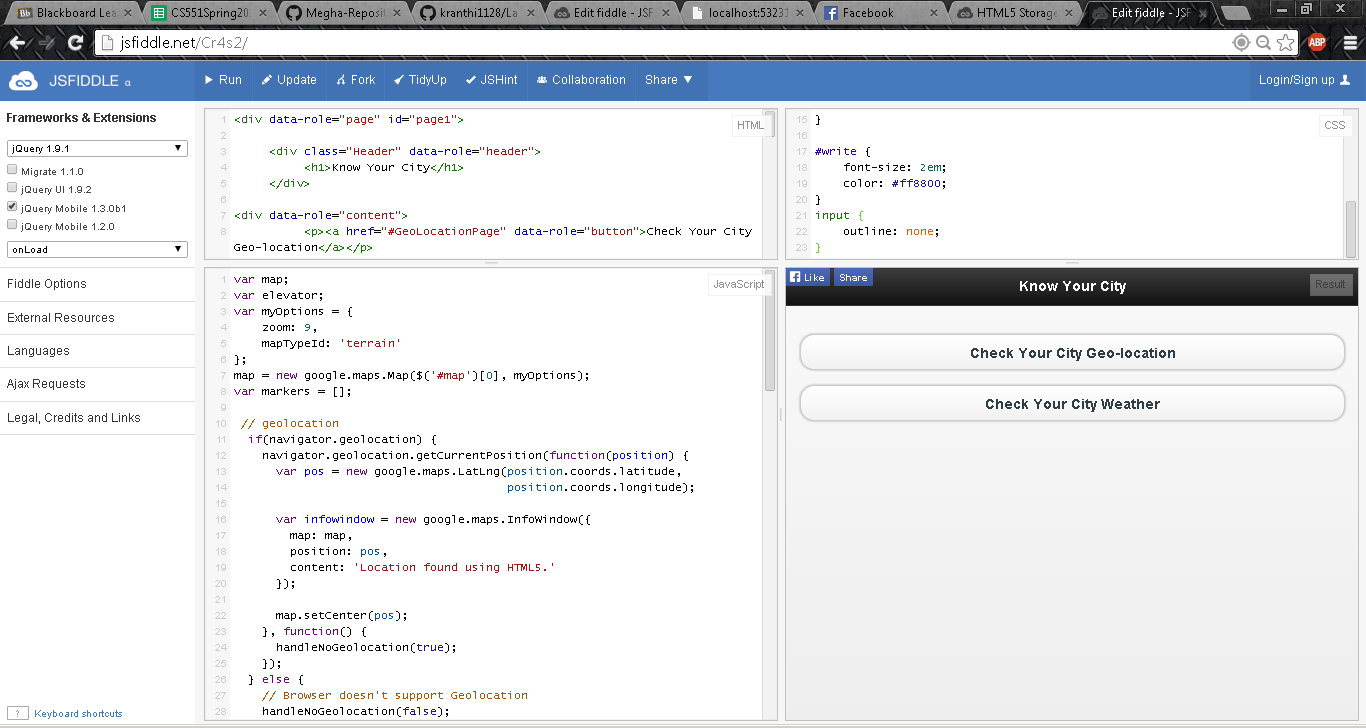 Blackboard Lea
CS551Spring20
Megha-Reposit
kranthi1128/La
Edit fiddle - JSF
localhost:53231
Facebook
HTML5 Storage
Edit fiddle - JSF
jsfiddle.net/Cr4s2/
ABP
JSFIDDLE α
Run
Update
Fork
TidyUp
JSHint
Collaboration
Share
Login/Sign up
Frameworks & Extensions
jQuery 1.9.1
Migrate 1.1.0
jQuery UI 1.9.2
jQuery Mobile 1.3.0b1
jQuery Mobile 1.2.0
onLoad
Fiddle Options
External Resources
Languages
Ajax Requests
Legal, Credits and Links
? Keyboard shortcuts
HTML
1 <div data-role="page" id="page1">
2
3 <div class="Header" data-role="header">
4 <h1>Know Your City</h1>
5 </div>
6
7 <div data-role="content">
8 <p><a href="#GeoLocationPage" data-role="button">Check Your City
Geo-location</a></p>
CSS
15 }
16
17 #write {
18 font-size: 2em;
19 color: #ff8800;
20 }
21 input {
22 outline: none;
23 }
JavaScript
1 var map;
2 var elevator;
3 var myOptions = {
4 zoom: 9,
5 mapTypeId: 'terrain'
6 };
7 map = new google.maps.Map($('#map')[0], myOptions);
8 var markers = [];
9
10 // geolocation
11 if(navigator.geolocation) {
12 navigator.geolocation.getCurrentPosition(function(position) {
13 var pos = new google.maps.LatLng(position.coords.latitude,
14 position.coords.longitude);
15
16 var infowindow = new google.maps.InfoWindow({
17 map: map,
18 position: pos,
19 content: 'Location found using HTML5.'
20 });
21
22 map.setCenter(pos);
23 }, function() {
24 handleNoGeolocation(true);
25 });
26 } else {
27 // Browser doesn't support Geolocation
28 handleNoGeolocation(false);
Like
Share
Know Your City
Result
Check Your City Geo-location
Check Your City Weather